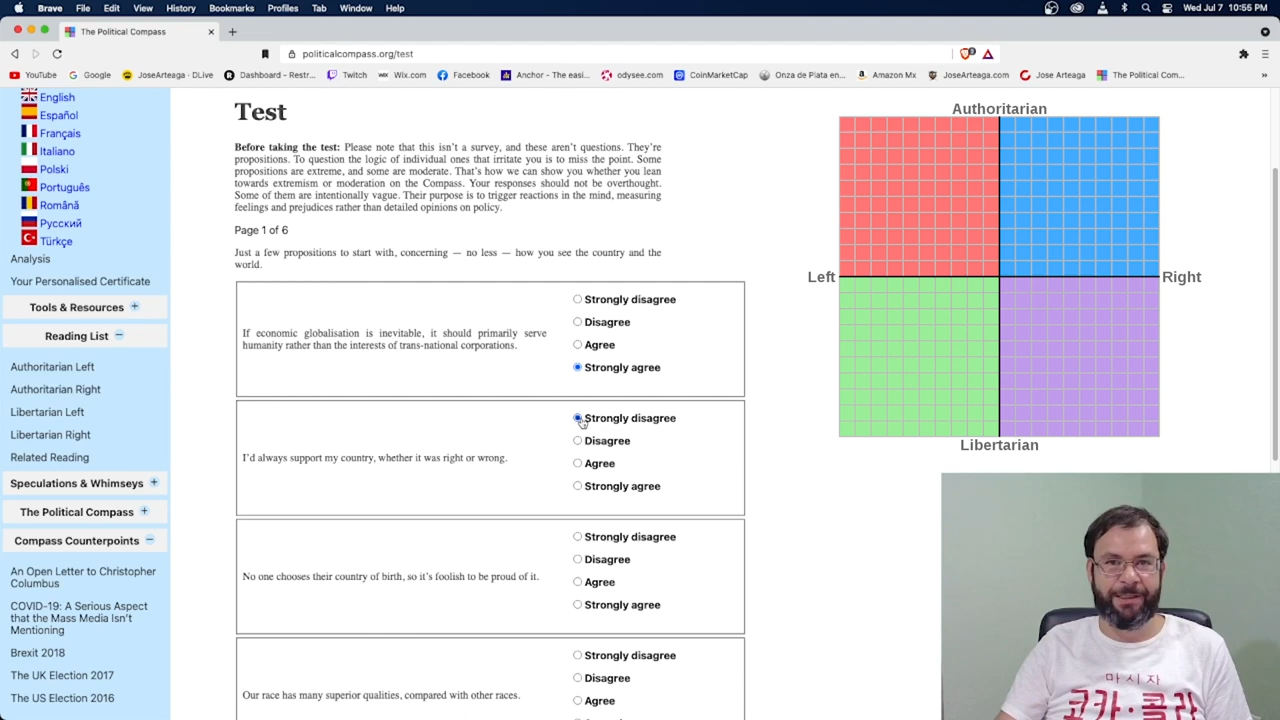 Brave File Edit View History Bookmarks Profiles Tab Window Help Wed Jul 7 10:55 PM
The Political Compass
politicalcompass.org/test
YouTube Google JoseArteaga - DLive Dashboard - Restr... Twitch Wix.com Facebook Anchor - The easi... odysee.com CoinMarketCap Onza de Plata en... Amazon Mx JoseArteaga.com Jose Arteaga The Political Com...
English
Español
Français
Italiano
Polski
Português
Română
Русский
Türkçe
Analysis
Your Personalised Certificate
Tools & Resources +
Reading List −
Authoritarian Left
Authoritarian Right
Libertarian Left
Libertarian Right
Related Reading
Speculations & Whimseys +
The Political Compass +
Compass Counterpoints −
An Open Letter to Christopher
Columbus
COVID-19: A Serious Aspect
that the Mass Media Isn't
Mentioning
Brexit 2018
The UK Election 2017
The US Election 2016
Test
Before taking the test: Please note that this isn't a survey, and these aren't questions. They're
propositions. To question the logic of individual ones that irritate you is to miss the point. Some
propositions are extreme, and some are moderate. That's how we can show you whether you lean
towards extremism or moderation on the Compass. Your responses should not be overthought.
Some of them are intentionally vague. Their purpose is to trigger reactions in the mind, measuring
feelings and prejudices rather than detailed opinions on policy.
Page 1 of 6
Just a few propositions to start with, concerning — no less — how you see the country and the
world.
If economic globalisation is inevitable, it should primarily serve
humanity rather than the interests of trans-national corporations.
Strongly disagree
Disagree
Agree
Strongly agree
I'd always support my country, whether it was right or wrong.
Strongly disagree
Disagree
Agree
Strongly agree
No one chooses their country of birth, so it's foolish to be proud of it.
Strongly disagree
Disagree
Agree
Strongly agree
Our race has many superior qualities, compared with other races.
Strongly disagree
Disagree
Agree
Authoritarian
Left
Right
Libertarian
마시자
코카·콜라